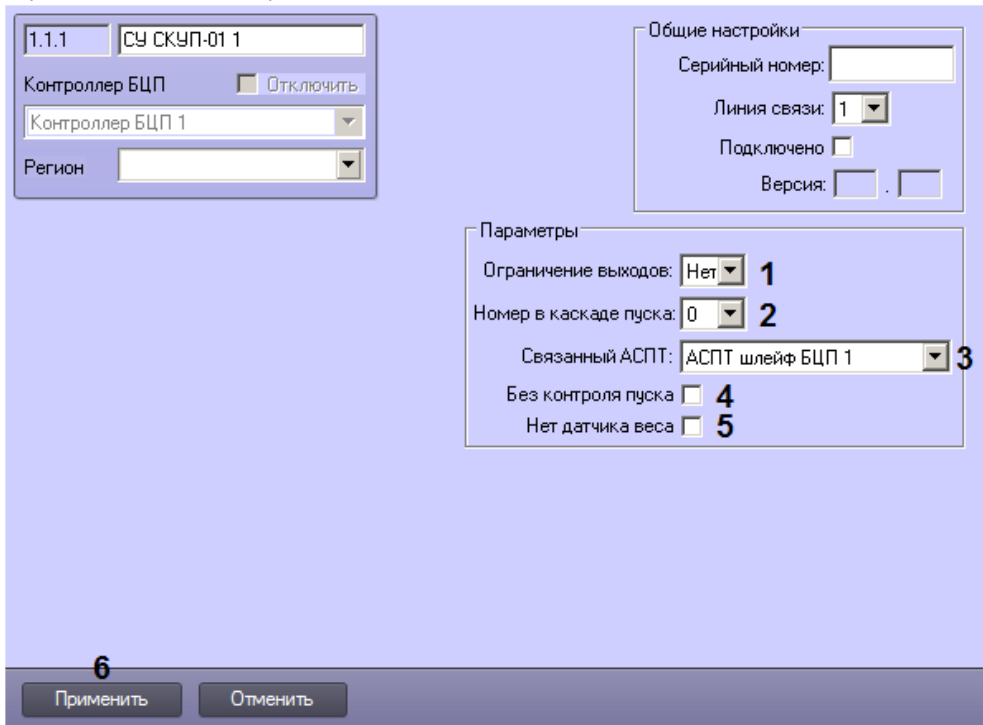 1.1.1 СУ СКУП-01 1
Контроллер БЦП Отключить
Контроллер БЦП 1
Регион
Общие настройки
Серийный номер:
Линия связи: 1
Подключено
Версия: .
Параметры
Ограничение выходов: Нет 1
Номер в каскаде пуска: 0 2
Связанный АСПТ: АСПТ шлейф БЦП 1 3
Без контроля пуска 4
Нет датчика веса 5
6
Применить Отменить